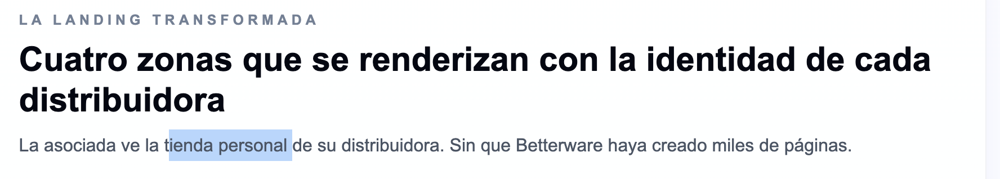 LA LANDING TRANSFORMADA
Cuatro zonas que se renderizan con la identidad de cada
distribuidora
La asociada ve la tienda personal de su distribuidora. Sin que Betterware haya creado miles de páginas.